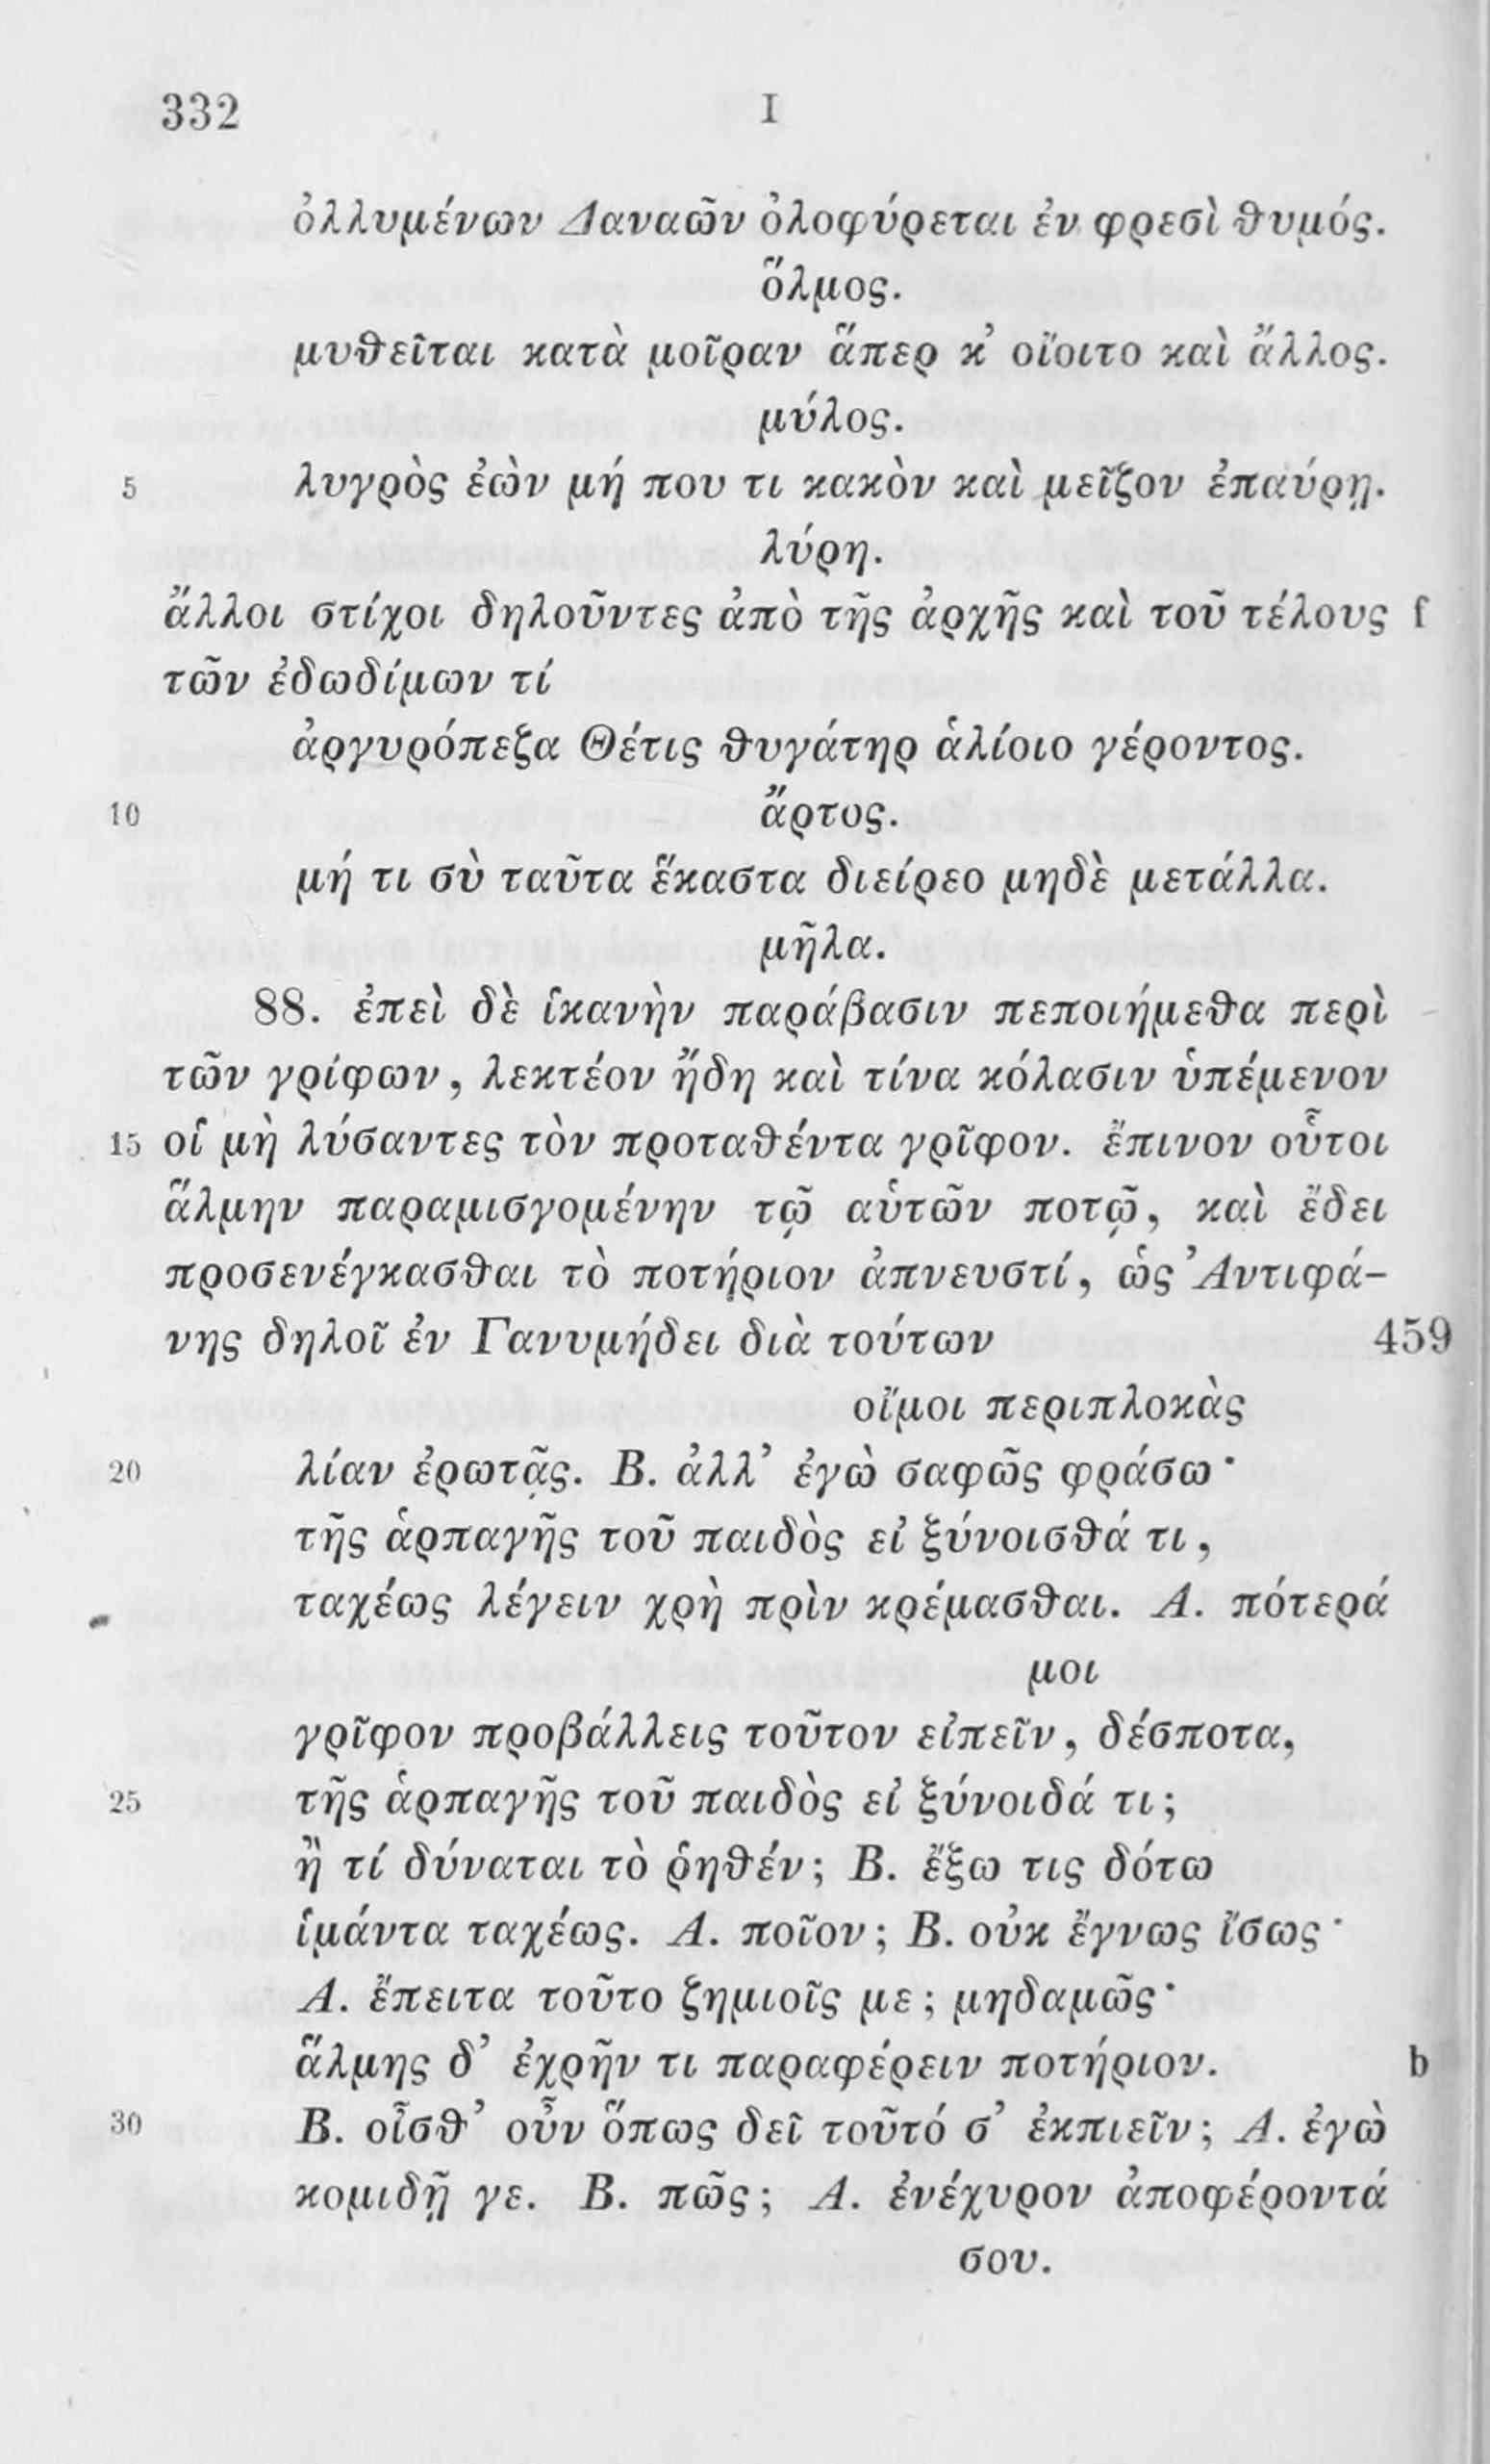 332 I
ὀλλυμένων Δαναῶν ὀλοφύρεται ἐν φρεσὶ θυμός.
ὅλμος.
μυθεῖται κατὰ μοῖραν ἅπερ κ’ οἴοιτο καὶ ἄλλος.
μύλος.
5 λυγρὸς ἐὼν μή που τι κακὸν καὶ μεῖζον ἐπαύρῃ.
λύρη.
ἄλλοι στίχοι δηλοῦντες ἀπὸ τῆς ἀρχῆς καὶ τοῦ τέλους f
τῶν ἐδωδίμων τί
ἀργυρόπεζα Θέτις θυγάτηρ ἁλίοιο γέροντος.
10 ἄρτος.
μή τι σὺ ταῦτα ἕκαστα διείρεο μηδὲ μετάλλα.
μῆλα.
88. ἐπεὶ δὲ ἱκανὴν παράβασιν πεποιήμεθα περὶ
τῶν γρίφων, λεκτέον ἤδη καὶ τίνα κόλασιν ὑπέμενον
15 οἱ μὴ λύσαντες τὸν προταθέντα γρῖφον. ἔπινον οὗτοι
ἅλμην παραμισγομένην τῷ αὑτῶν ποτῷ, καὶ ἔδει
προσενέγκασθαι τὸ ποτήριον ἀπνευστί, ὡς Ἀντιφά-
νης δηλοῖ ἐν Γανυμήδει διὰ τούτων 459
οἴμοι περιπλοκὰς
20 λίαν ἐρωτᾷς. Β. ἀλλ’ ἐγὼ σαφῶς φράσω·
τῆς ἁρπαγῆς τοῦ παιδὸς εἰ ξύνοισθά τι,
ταχέως λέγειν χρὴ πρὶν κρέμασθαι. Α. πότερά
μοι
γρῖφον προβάλλεις τοῦτον εἰπεῖν, δέσποτα,
25 τῆς ἁρπαγῆς τοῦ παιδὸς εἰ ξύνοιδά τι;
ἢ τί δύναται τὸ ῥηθέν; Β. ἔξω τις δότω
ἱμάντα ταχέως. Α. ποῖον; Β. οὐκ ἔγνως ἴσως·
Α. ἔπειτα τοῦτο ζημιοῖς με; μηδαμῶς·
ἅλμης δ’ ἐχρῆν τι παραφέρειν ποτήριον. b
30 Β. οἶσθ’ οὖν ὅπως δεῖ τοῦτό σ’ ἐκπιεῖν; Α. ἐγὼ
κομιδῇ γε. Β. πῶς; Α. ἐνέχυρον ἀποφέροντά
σου.